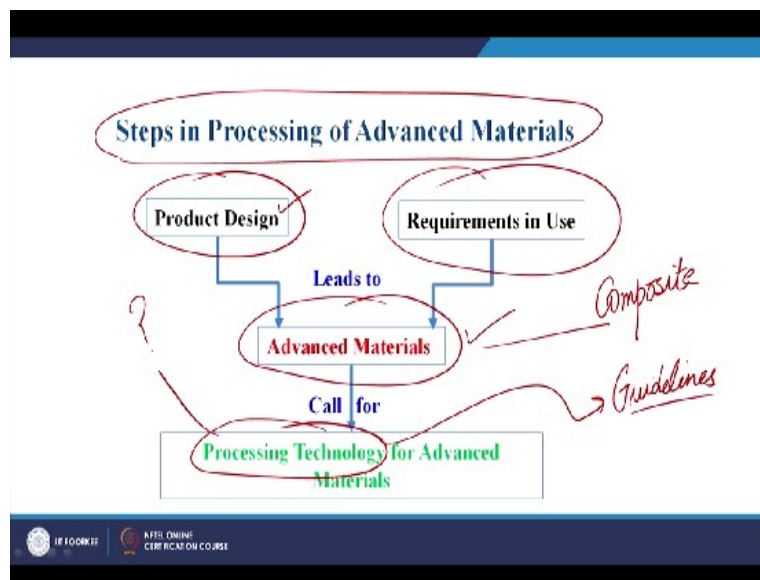 Steps in Processing of Advanced Materials
Product Design
Requirements in Use
Leads to
Composite
?
Advanced Materials
Call for
Guidelines
Processing Technology for Advanced
Materials
IIT ROORKEE
NPTEL ONLINE
CERTIFICATION COURSE